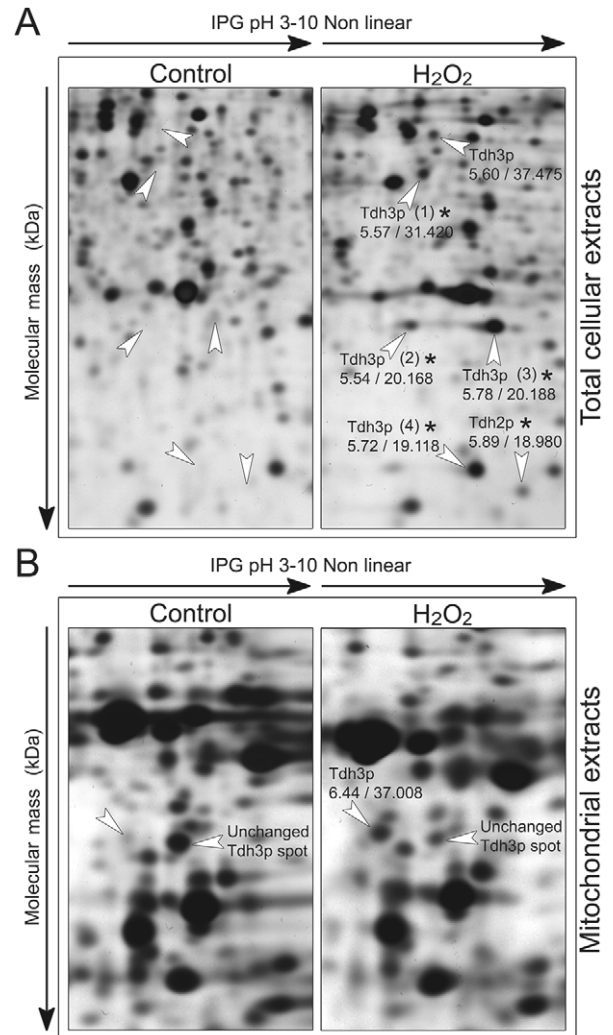 A
IPG pH 3-10 Non linear
Control
H₂O₂
Molecular mass (kDa)
Total cellular extracts
Tdh3p
5.60 / 37.475
Tdh3p (1) *
5.57 / 31.420
Tdh3p (2) *
5.54 / 20.168
Tdh3p (3) *
5.78 / 20.188
Tdh3p (4) *
5.72 / 19.118
Tdh2p *
5.89 / 18.980
B
IPG pH 3-10 Non linear
Control
H₂O₂
Molecular mass (kDa)
Mitochondrial extracts
Unchanged
Tdh3p spot
Tdh3p
6.44 / 37.008
Unchanged
Tdh3p spot